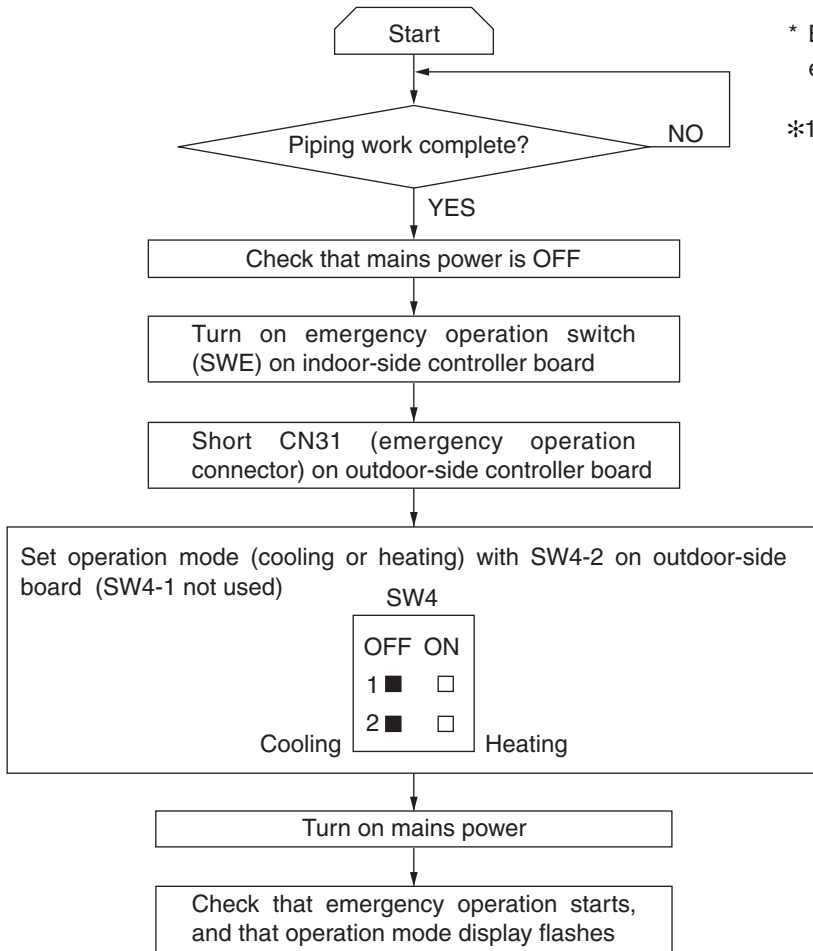 Start
* E
e
✻1
Piping work complete?
NO
YES
Check that mains power is OFF
Turn on emergency operation switch
(SWE) on indoor-side controller board
Short CN31 (emergency operation
connector) on outdoor-side controller board
Set operation mode (cooling or heating) with SW4-2 on outdoor-side
board (SW4-1 not used)
SW4
OFF ON
1 ■ □
2 ■ □
Cooling Heating
Turn on mains power
Check that emergency operation starts,
and that operation mode display flashes